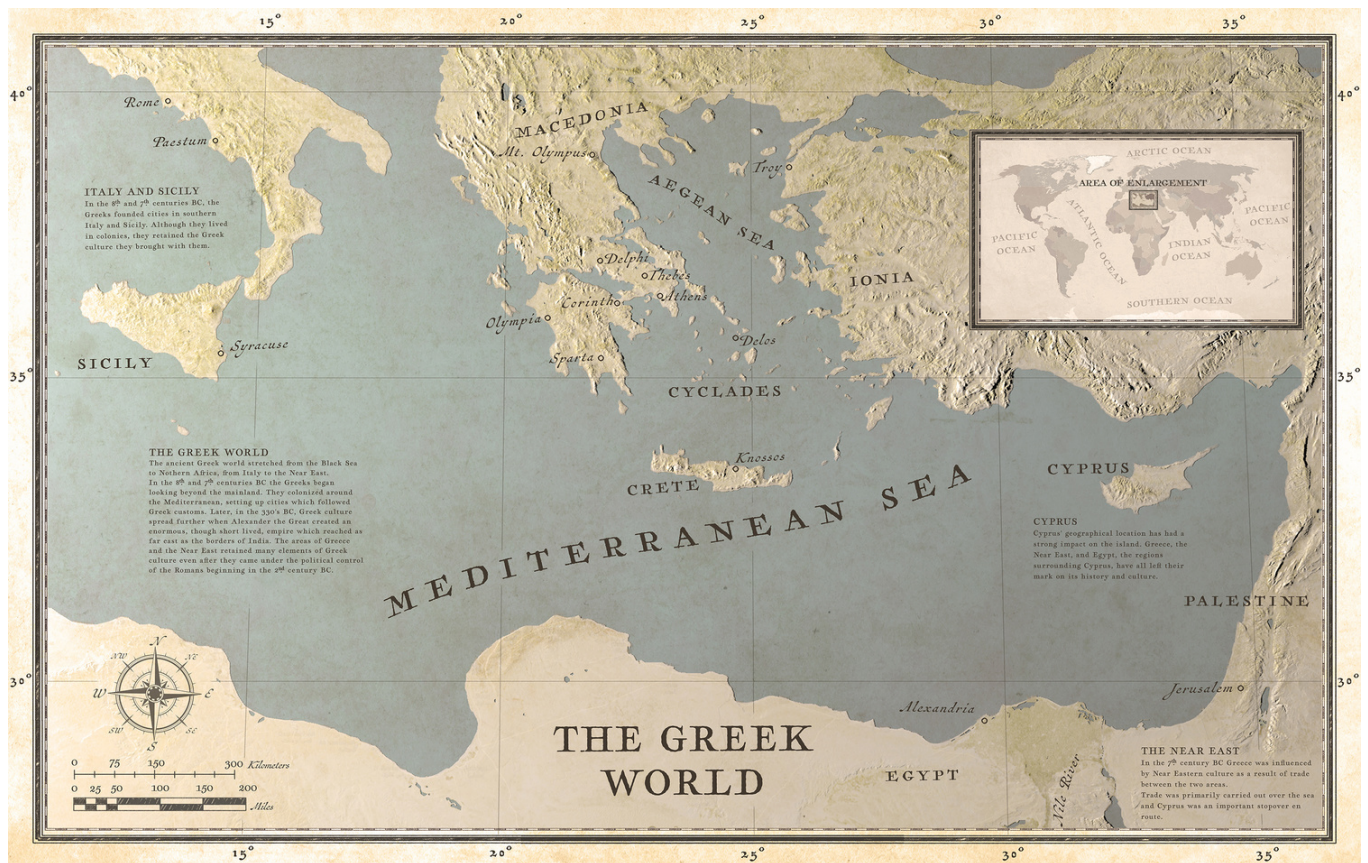 15°
20°
25°
30°
35°
40°
40°
Rome
Paestum
MACEDONIA
Mt. Olympus
Troy
AEGEAN SEA
ARCTIC OCEAN
AREA OF ENLARGEMENT
PACIFIC
OCEAN
ATLANTIC OCEAN
INDIAN
OCEAN
PACIFIC
OCEAN
SOUTHERN OCEAN
ITALY AND SICILY
In the 8th and 7th centuries BC, the
Greeks founded cities in southern
Italy and Sicily. Although they lived
in colonies, they retained the Greek
culture they brought with them.
Delphi
Thebes
IONIA
Corinth
Athens
Olympia
Delos
Sparta
Syracuse
SICILY
35°
35°
CYCLADES
THE GREEK WORLD
The ancient Greek world stretched from the Black Sea
to Nothern Africa, from Italy to the Near East.
In the 8th and 7th centuries BC the Greeks began
looking beyond the mainland. They colonized around
the Mediterranean, setting up cities which followed
Greek customs. Later, in the 330's BC, Greek culture
spread further when Alexander the Great created an
enormous, though short lived, empire which reached as
far east as the borders of India. The areas of Greece
and the Near East retained many elements of Greek
culture even after they came under the political control
of the Romans beginning in the 2nd century BC.
Knossos
CRETE
MEDITERRANEAN SEA
CYPRUS
CYPRUS
Cyprus' geographical location has had a
strong impact on the island. Greece, the
Near East, and Egypt, the regions
surrounding Cyprus, have all left their
mark on its history and culture.
PALESTINE
30°
30°
Jerusalem
Alexandria
N
NW
NE
W
E
SW
SE
S
THE GREEK
WORLD
EGYPT
Nile River
THE NEAR EAST
In the 7th century BC Greece was influenced
by Near Eastern culture as a result of trade
between the two areas.
Trade was primarily carried out over the sea
and Cyprus was an important stopover en
route.
0 75 150 300 Kilometers
0 25 50 100 150 200
Miles
15°
20°
25°
30°
35°